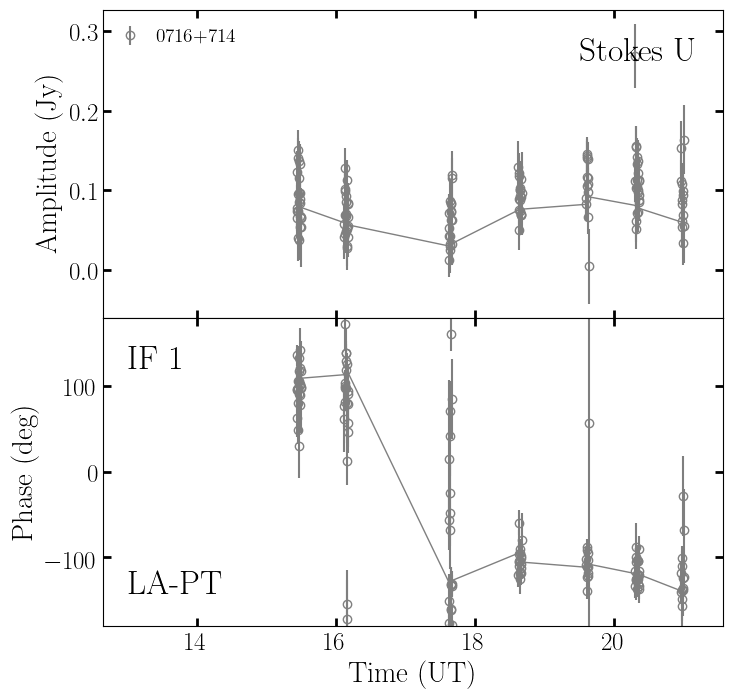 0.3
0716+714
Stokes U
0.2
0.1
0.0
Amplitude (Jy)
IF 1
100
0
−100
Phase (deg)
LA-PT
14 16 18 20
Time (UT)